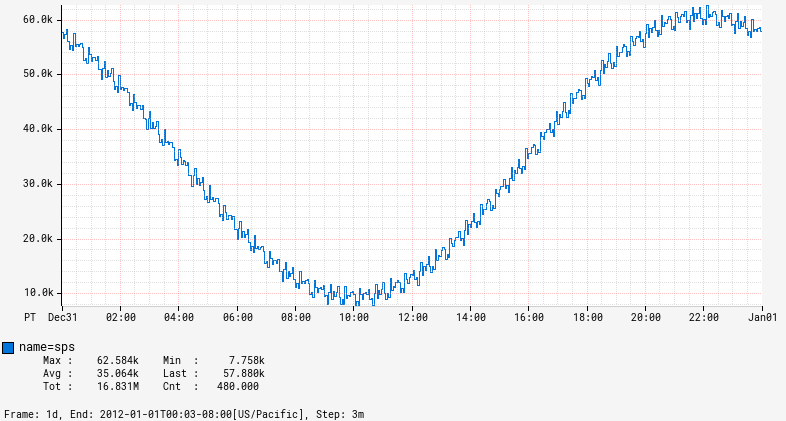 60.0k
50.0k
40.0k
30.0k
20.0k
10.0k
PT Dec31 02:00 04:00 06:00 08:00 10:00 12:00 14:00 16:00 18:00 20:00 22:00 Jan01
name=sps
Max : 62.584k Min : 7.758k
Avg : 35.064k Last : 57.880k
Tot : 16.831M Cnt : 480.000
Frame: 1d, End: 2012-01-01T00:03-08:00[US/Pacific], Step: 3m